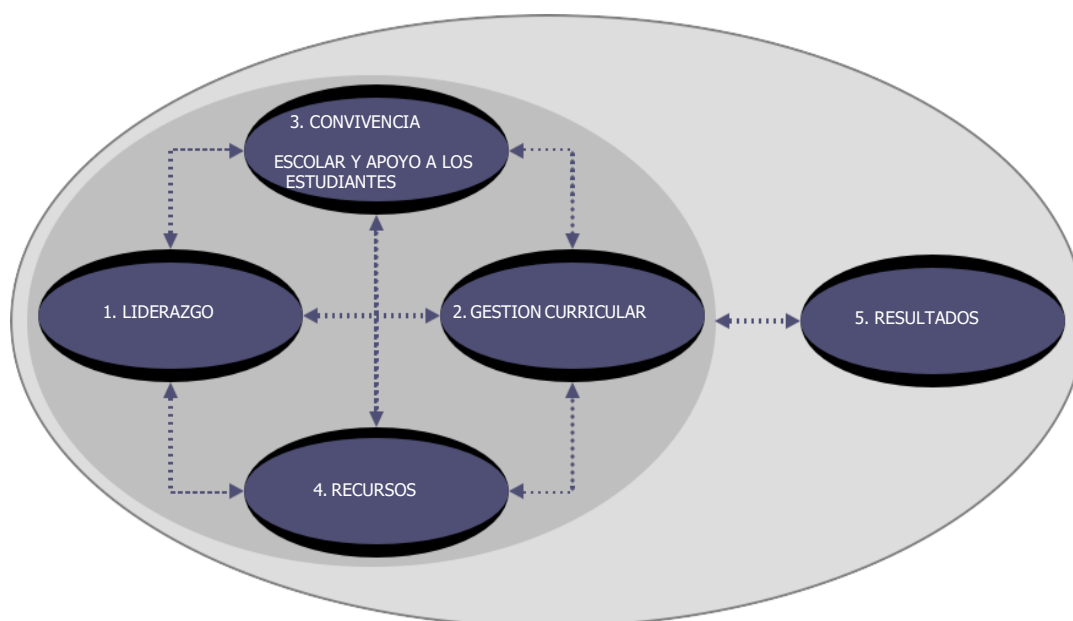 3. CONVIVENCIA
ESCOLAR Y APOYO A LOS
ESTUDIANTES
1. LIDERAZGO
2. GESTION CURRICULAR
5. RESULTADOS
4. RECURSOS